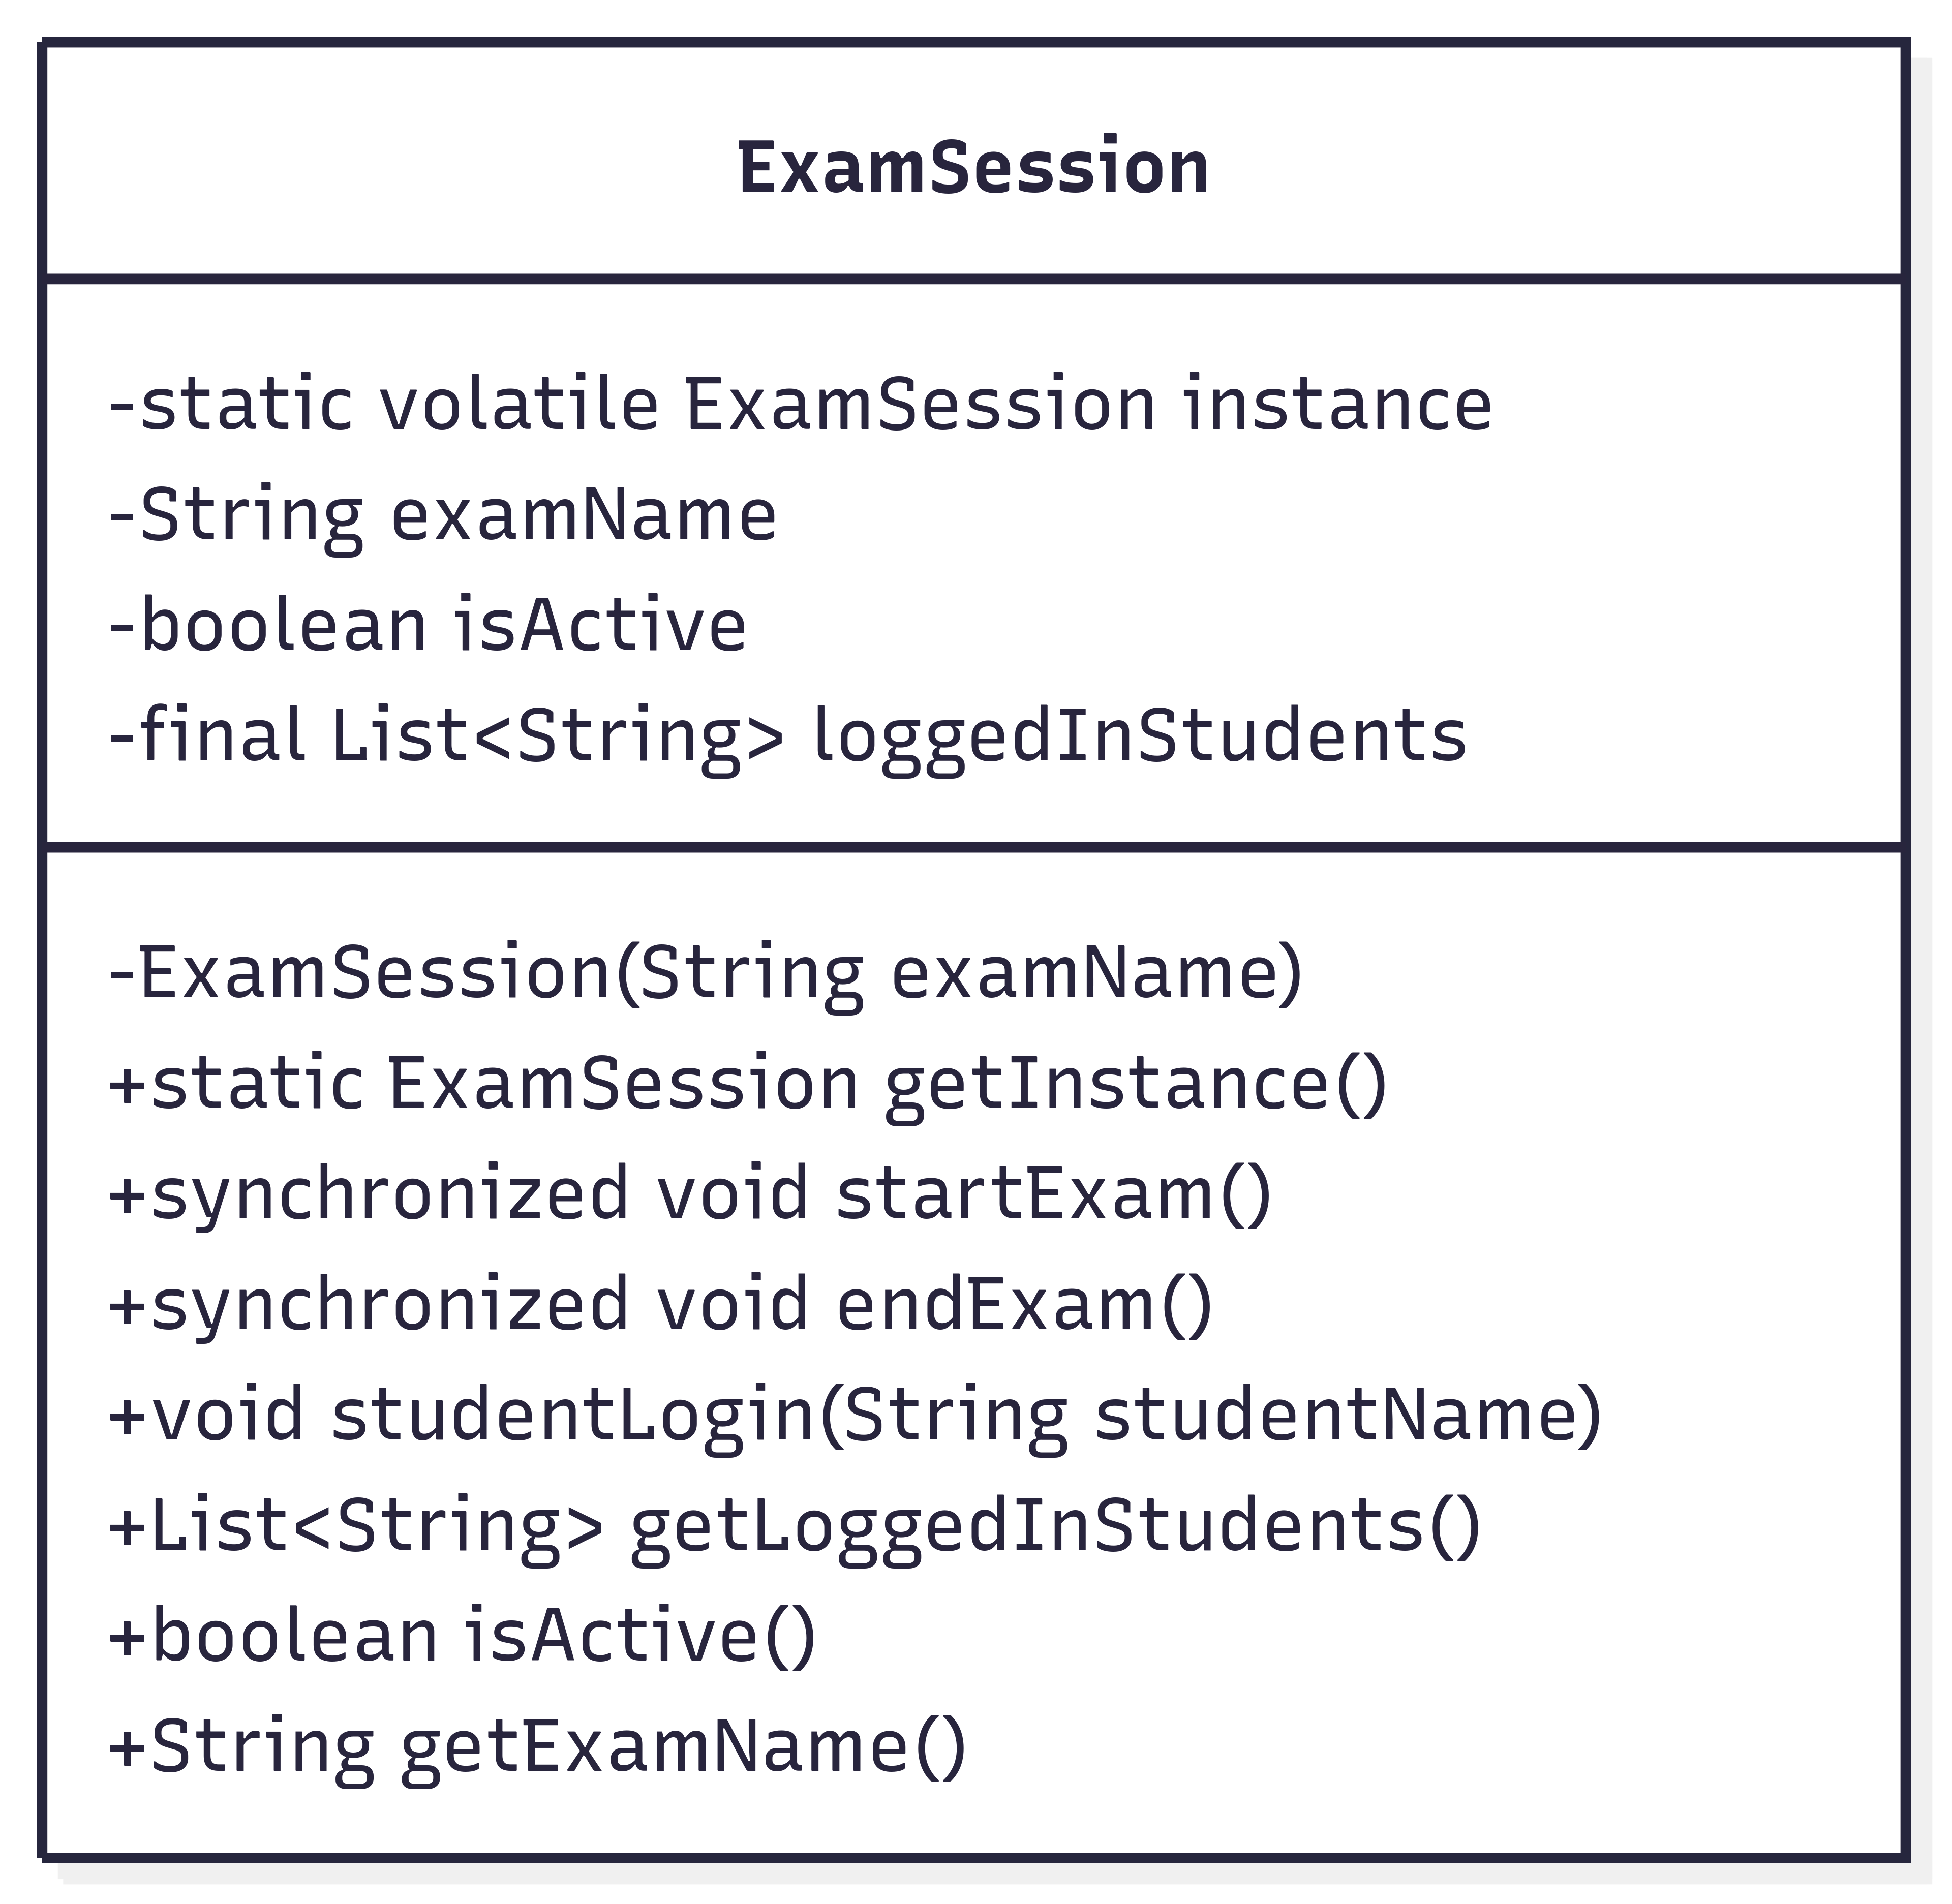 ExamSession
-static volatile ExamSession instance
-String examName
-boolean isActive
-final List<String> loggedInStudents
-ExamSession(String examName)
+static ExamSession getInstance()
+synchronized void startExam()
+synchronized void endExam()
+void studentLogin(String studentName)
+List<String> getLoggedInStudents()
+boolean isActive()
+String getExamName()